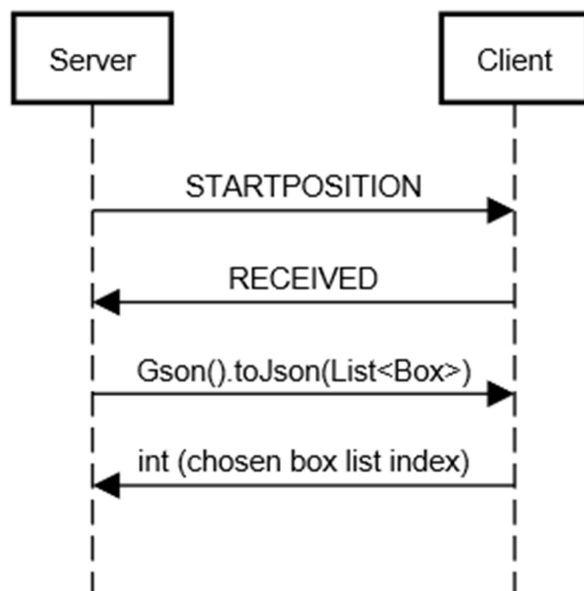 Server
Client
STARTPOSITION
RECEIVED
Gson().toJson(List<Box>)
int (chosen box list index)